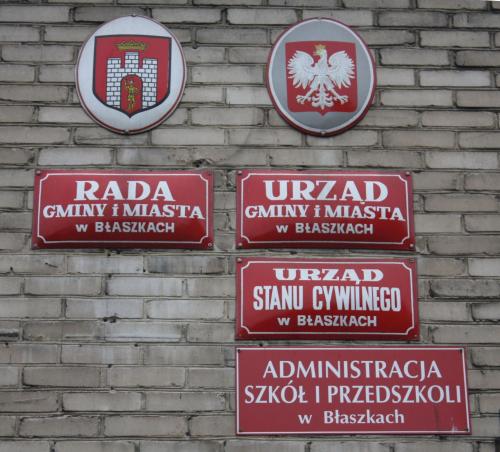 RADA
GMINY i MIASTA
w BŁASZKACH
URZĄD
GMINY i MIASTA
w BŁASZKACH
URZĄD
STANU CYWILNEGO
w BŁASZKACH
ADMINISTRACJA
SZKÓŁ I PRZEDSZKOLI
w Błaszkach